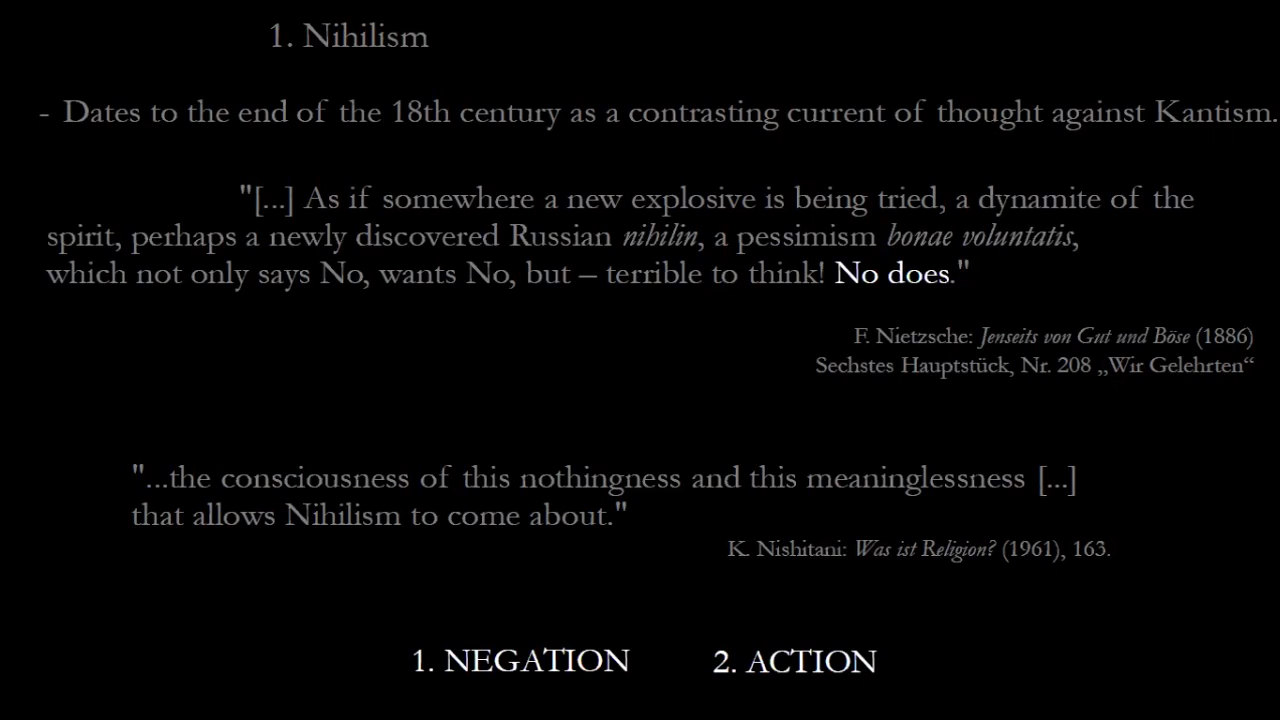 1. Nihilism
- Dates to the end of the 18th century as a contrasting current of thought against Kantism.
"[...] As if somewhere a new explosive is being tried, a dynamite of the
spirit, perhaps a newly discovered Russian nihilin, a pessimism bonae voluntatis,
which not only says No, wants No, but – terrible to think! No does."
F. Nietzsche: Jenseits von Gut und Böse (1886)
Sechstes Hauptstück, Nr. 208 „Wir Gelehrten“
"...the consciousness of this nothingness and this meaninglessness [...]
that allows Nihilism to come about."
K. Nishitani: Was ist Religion? (1961), 163.
1. NEGATION 2. ACTION